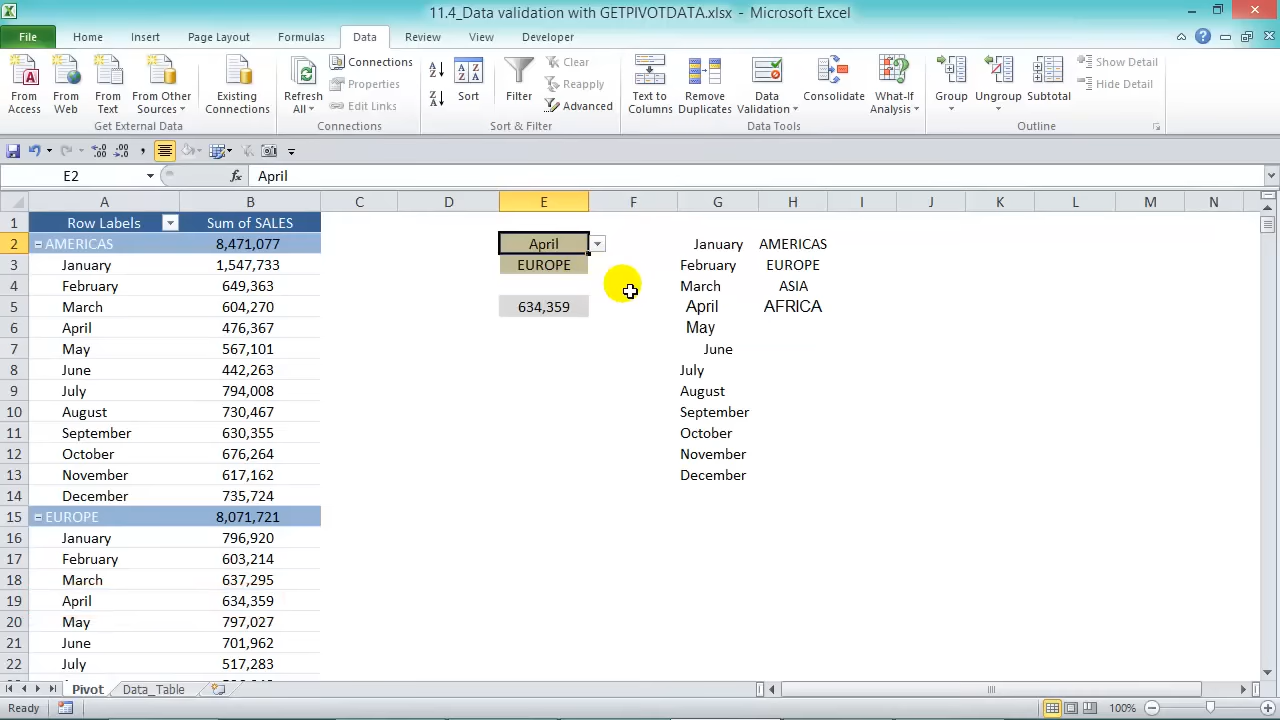 11.4_Data validation with GETPIVOTDATA.xlsx - Microsoft Excel
File Home Insert Page Layout Formulas Data Review View Developer
From Access From Web From Text From Other Sources Existing Connections Refresh All Connections Properties Edit Links Sort Filter Clear Reapply Advanced Text to Columns Remove Duplicates Data Validation Consolidate What-If Analysis Group Ungroup Subtotal Show Detail Hide Detail
Get External Data Connections Sort & Filter Data Tools Outline
E2 fx April
A B C D E F G H I J K L M N
1 Row Labels Sum of SALES
2 AMERICAS 8,471,077 April January AMERICAS
3 January 1,547,733 EUROPE February EUROPE
4 February 649,363 March ASIA
5 March 604,270 634,359 April AFRICA
6 April 476,367 May
7 May 567,101 June
8 June 442,263 July
9 July 794,008 August
10 August 730,467 September
11 September 630,355 October
12 October 676,264 November
13 November 617,162 December
14 December 735,724
15 EUROPE 8,071,721
16 January 796,920
17 February 603,214
18 March 637,295
19 April 634,359
20 May 797,027
21 June 701,962
22 July 517,283
Pivot Data_Table
Ready 100%